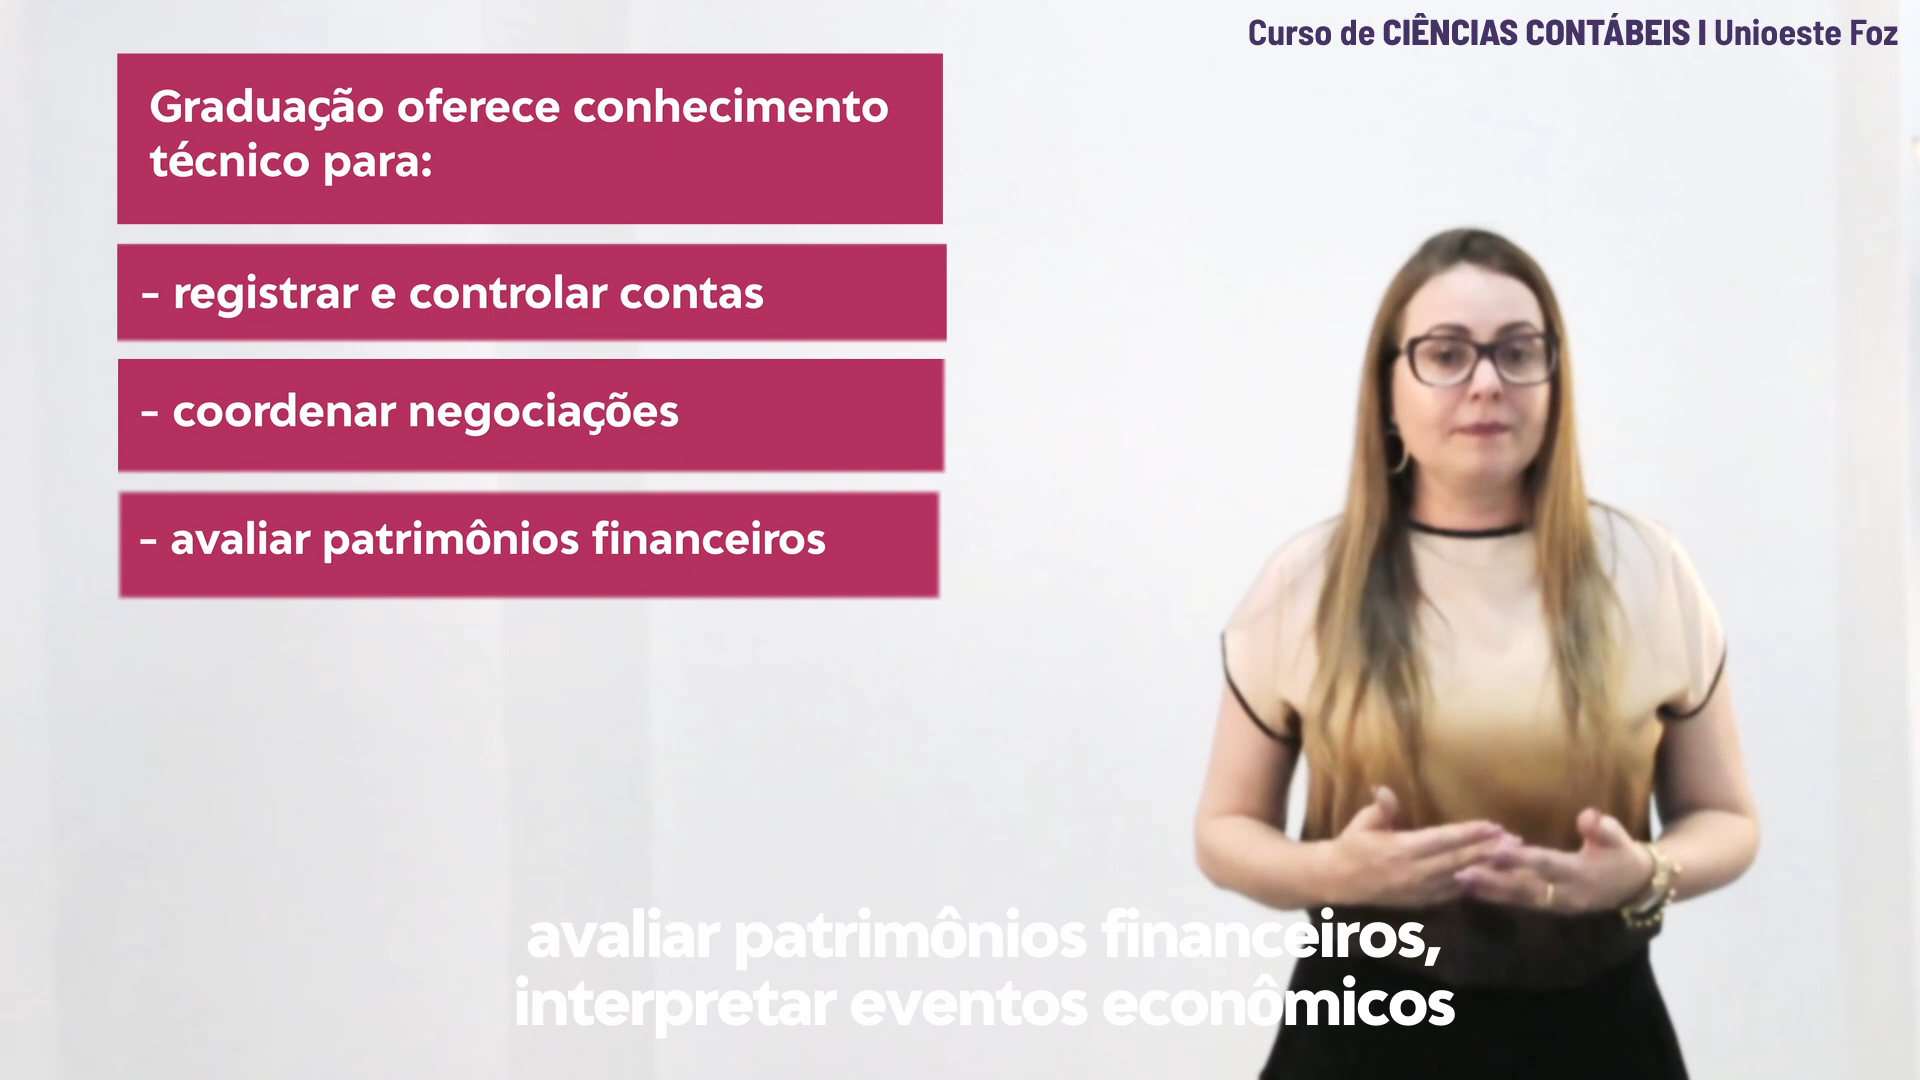 Curso de CIÊNCIAS CONTÁBEIS I Unioeste Foz
Graduação oferece conhecimento
técnico para:
- registrar e controlar contas
- coordenar negociações
- avaliar patrimônios financeiros
avaliar patrimônios financeiros,
interpretar eventos econômicos